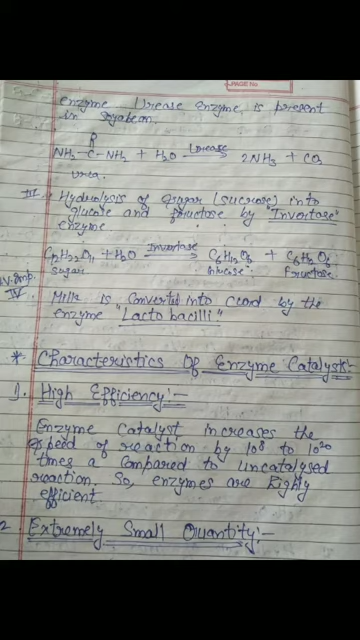 PAGE No.
enzyme Urease enzyme is present
in soyabean.
NH2 - C - NH2 + H2O Urease 2NH3 + CO2
urea
III. Hydrolysis of sugar (sucrose) into
glucose and fructose by "Invertase"
enzyme
C12H22O11 + H2O Invertase C6H12O6 + C6H12O6
sugar Glucose Fructose
V.V. Imp.
IV. Milk is converted into curd by the
enzyme "Lacto bacilli"
* Characteristics Of Enzyme Catalysts:-
1. High Efficiency:-
Enzyme Catalyst increases the
speed of reaction by 10^8 to 10^20
times a compared to uncatalysed
reaction. So, enzymes are highly
efficient
2. Extremely Small Quantity:-